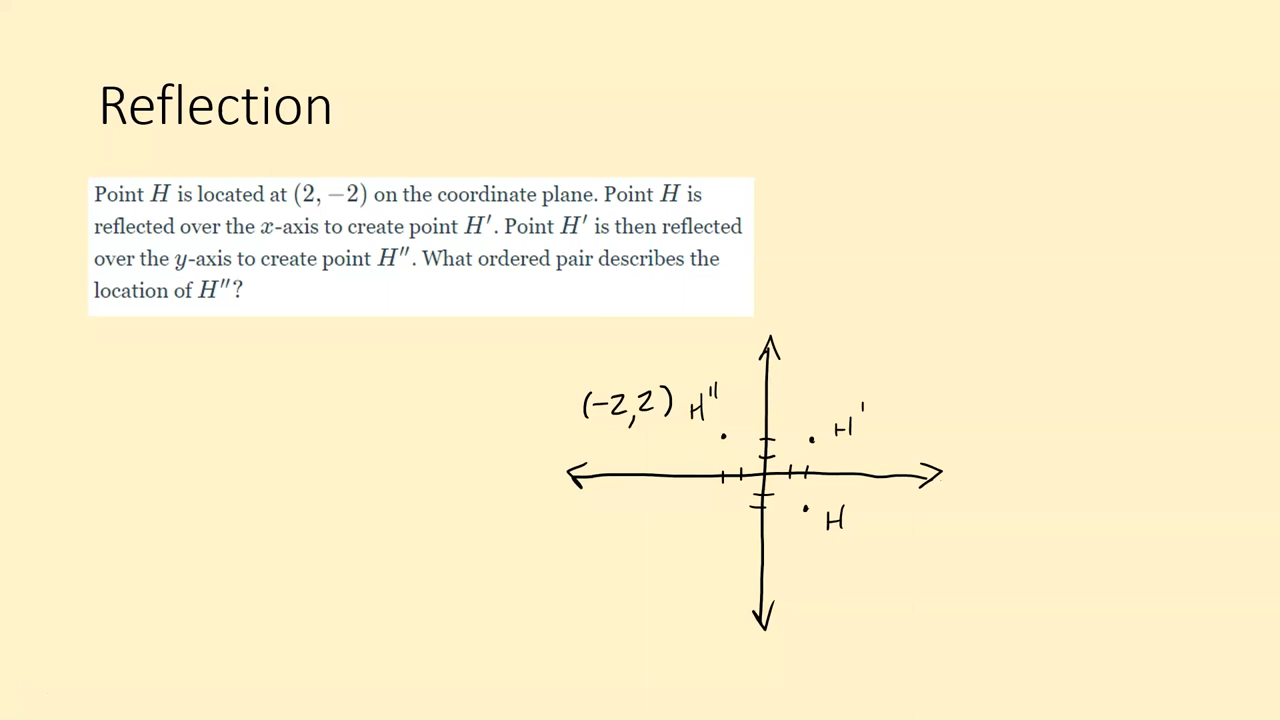 Reflection
Point H is located at (2, −2) on the coordinate plane. Point H is
reflected over the x-axis to create point H′. Point H′ is then reflected
over the y-axis to create point H″. What ordered pair describes the
location of H″?
(-2,2) H"
H'
H